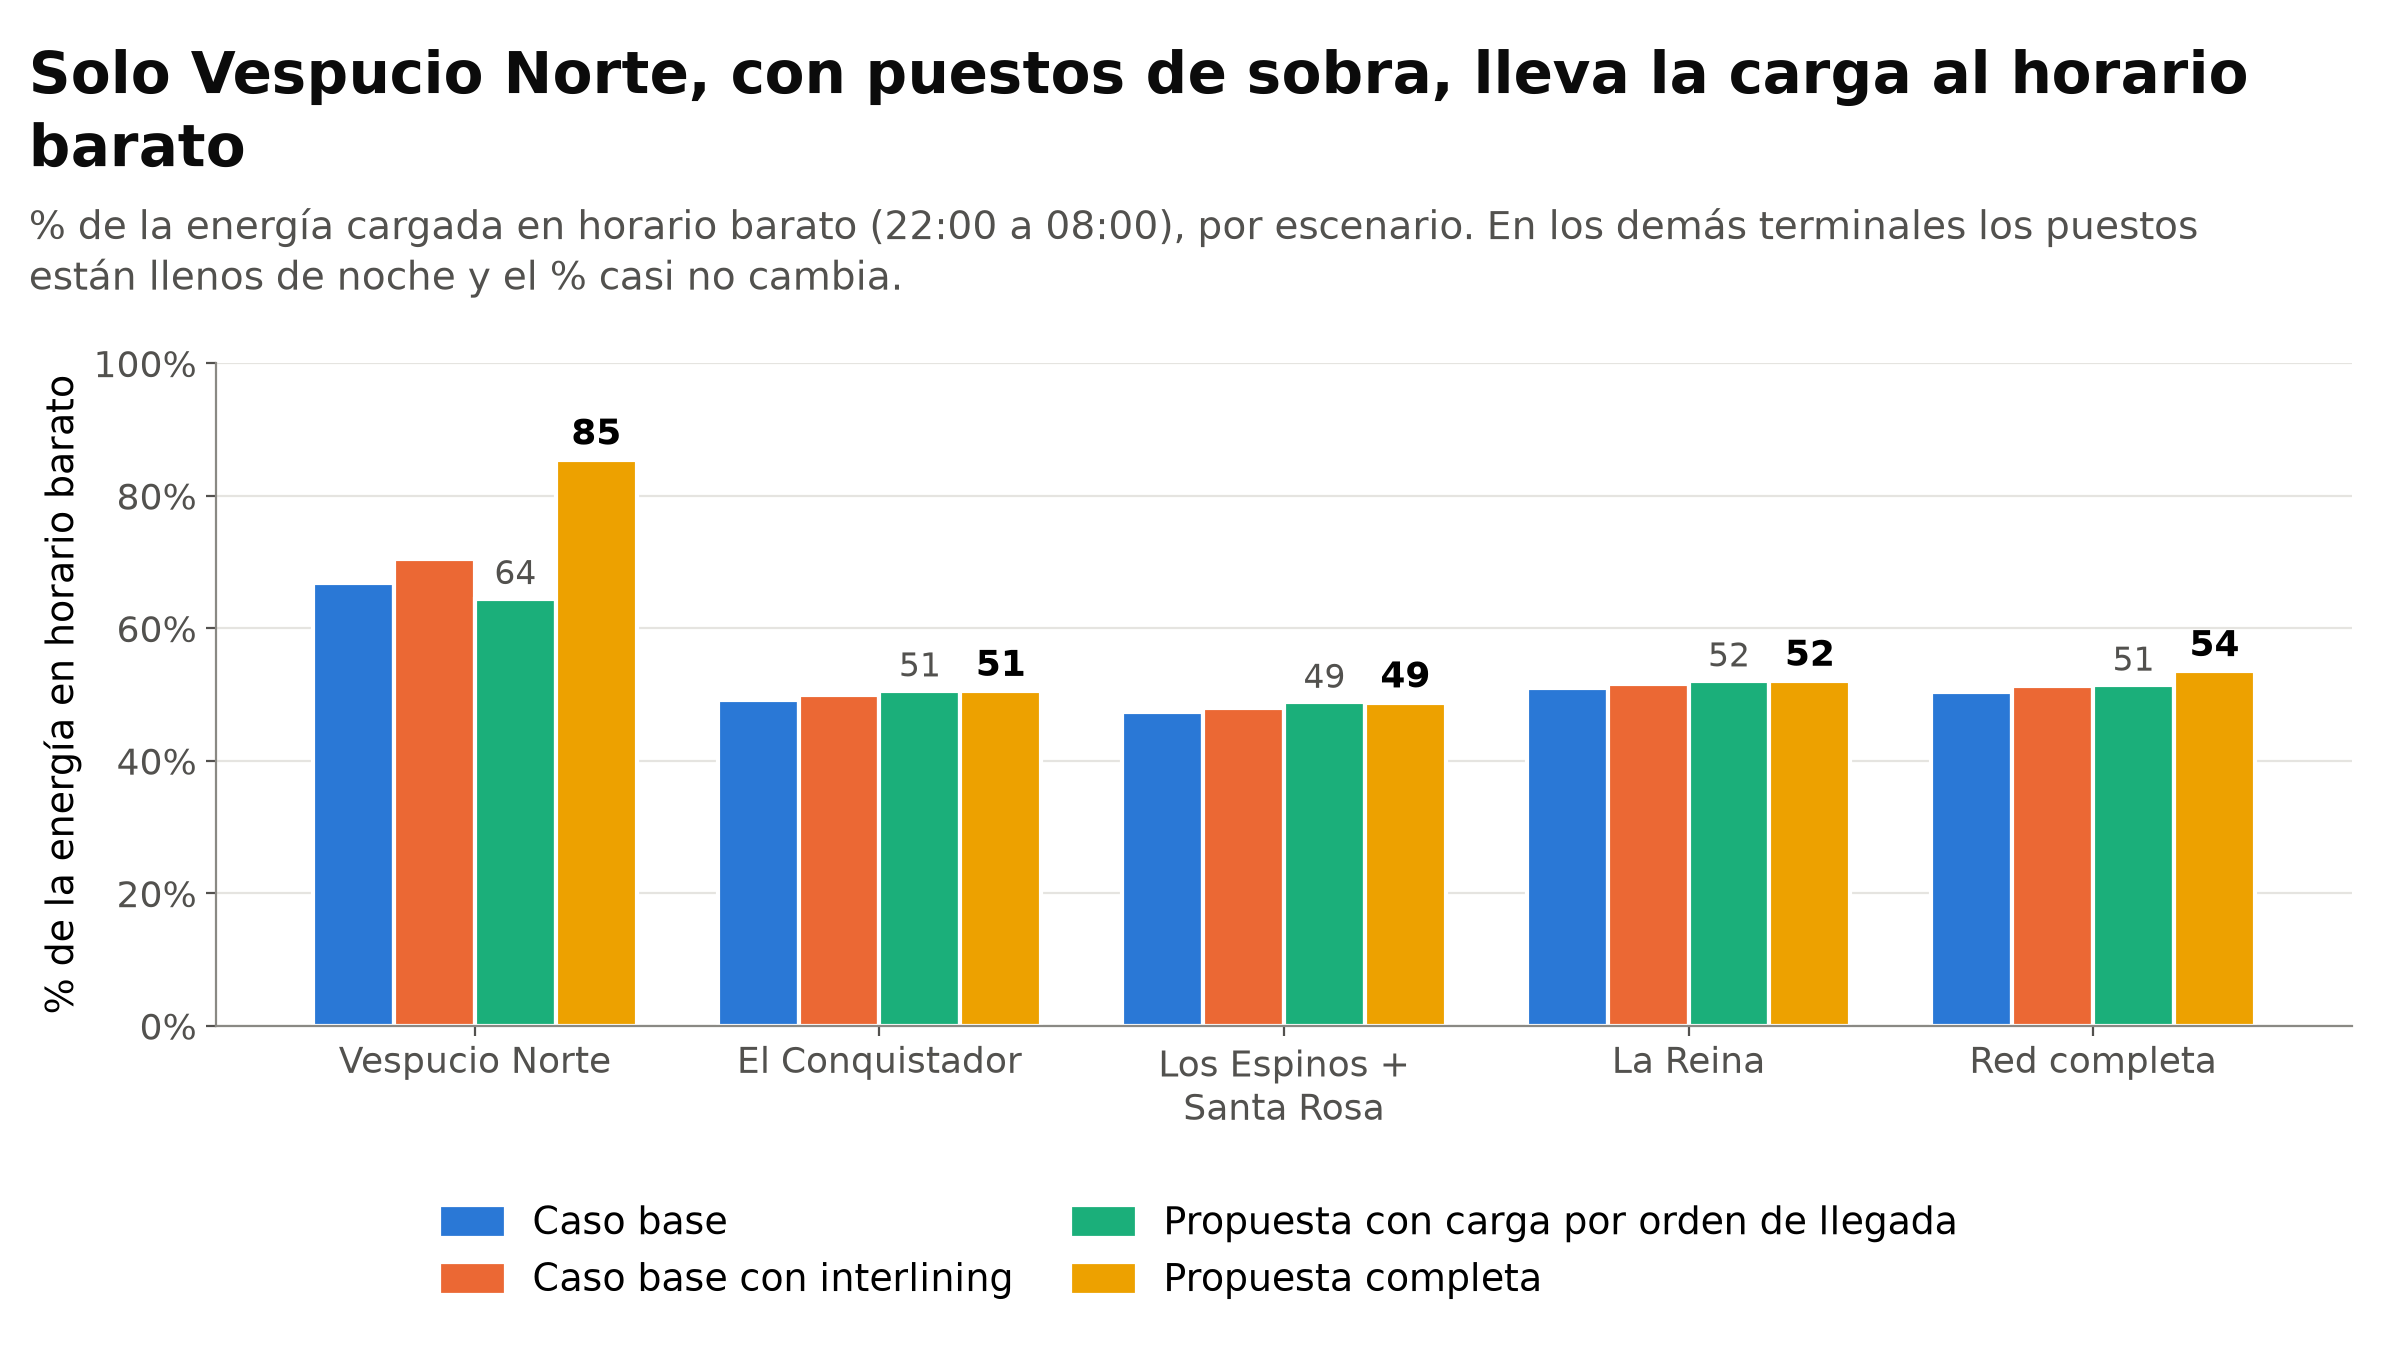 Solo Vespucio Norte, con puestos de sobra, lleva la carga al horario
barato
% de la energía cargada en horario barato (22:00 a 08:00), por escenario. En los demás terminales los puestos
están llenos de noche y el % casi no cambia.
% de la energía en horario barato
100%
80%
60%
40%
20%
0%
64
85
51
51
49
49
52
52
51
54
Vespucio Norte
El Conquistador
Los Espinos +
Santa Rosa
La Reina
Red completa
Caso base
Caso base con interlining
Propuesta con carga por orden de llegada
Propuesta completa